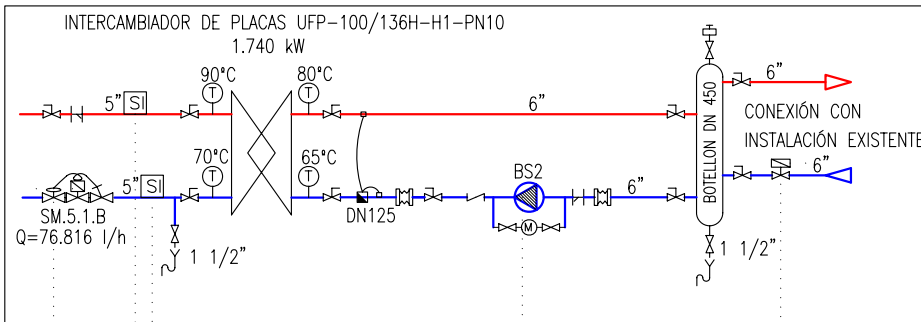 INTERCAMBIADOR DE PLACAS UFP-100/136H-H1-PN10
1.740 kW
90°C
80°C
5"
SI
T
T
6"
6"
BOTELLON DN 450
CONEXIÓN CON
INSTALACIÓN EXISTENTE
70°C
65°C
5"
SI
T
T
BS2
6"
6"
SM.5.1.B
DN125
Q=76.816 l/h
M
1 1/2"
1 1/2"